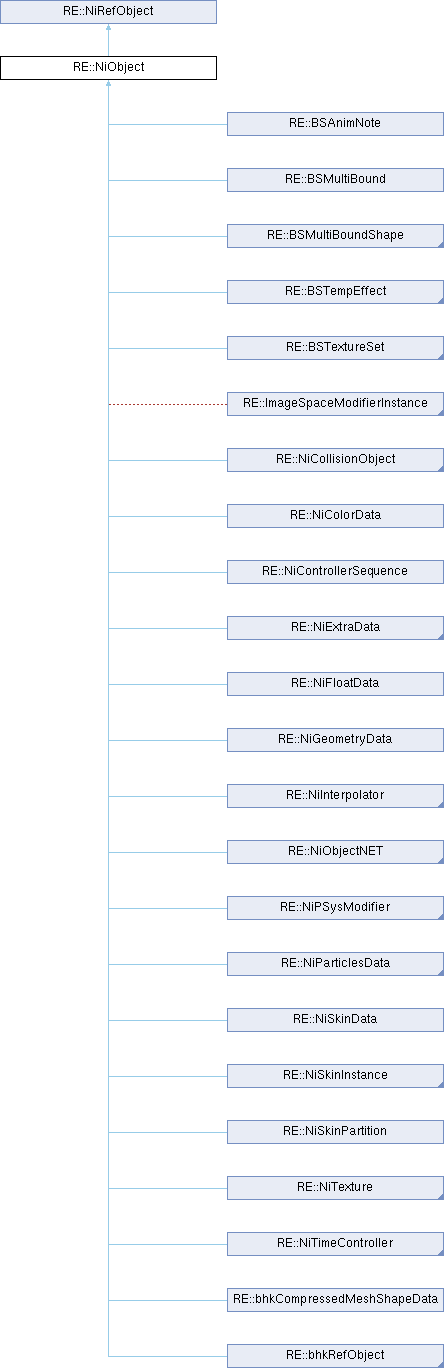 RE::NiRefObject
RE::NiObject
RE::BSAnimNote
RE::BSMultiBound
RE::BSMultiBoundShape
RE::BSTempEffect
RE::BSTextureSet
RE::ImageSpaceModifierInstance
RE::NiCollisionObject
RE::NiColorData
RE::NiControllerSequence
RE::NiExtraData
RE::NiFloatData
RE::NiGeometryData
RE::NiInterpolator
RE::NiObjectNET
RE::NiPSysModifier
RE::NiParticlesData
RE::NiSkinData
RE::NiSkinInstance
RE::NiSkinPartition
RE::NiTexture
RE::NiTimeController
RE::bhkCompressedMeshShapeData
RE::bhkRefObject